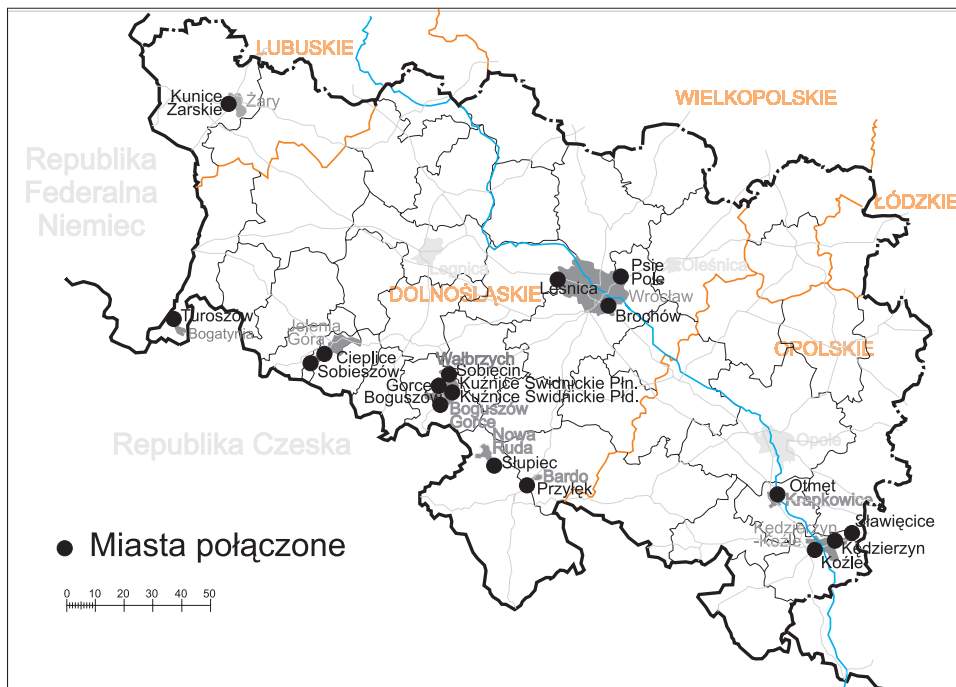 LUBUSKIE
WIELKOPOLSKIE
Kunice
Zarskie
Żary
Republika
Federalna
Niemiec
ŁÓDZKIE
Legnica
Psie
Pole
Oleśnica
Leśnica
Wrocław
DOLNOŚLĄSKIE
Brochów
Turoszów
Bogatynia
Jelenia
Góra
Cieplice
Sobieszów
OPOLSKIE
Wałbrzych
Sobięcin
Gorce
Kuźnice Świdnickie Płn.
Boguszów
Kuźnice Świdnickie Płd.
Boguszów
Gorce
Republika Czeska
Nowa
Ruda
Słupiec
Bardo
Przyłęk
Opole
Otmęt
Krapkowice
Kędzierzyn
-Koźle
Sławięcice
Kędzierzyn
Koźle
Miasta połączone
0 10 20 30 40 50